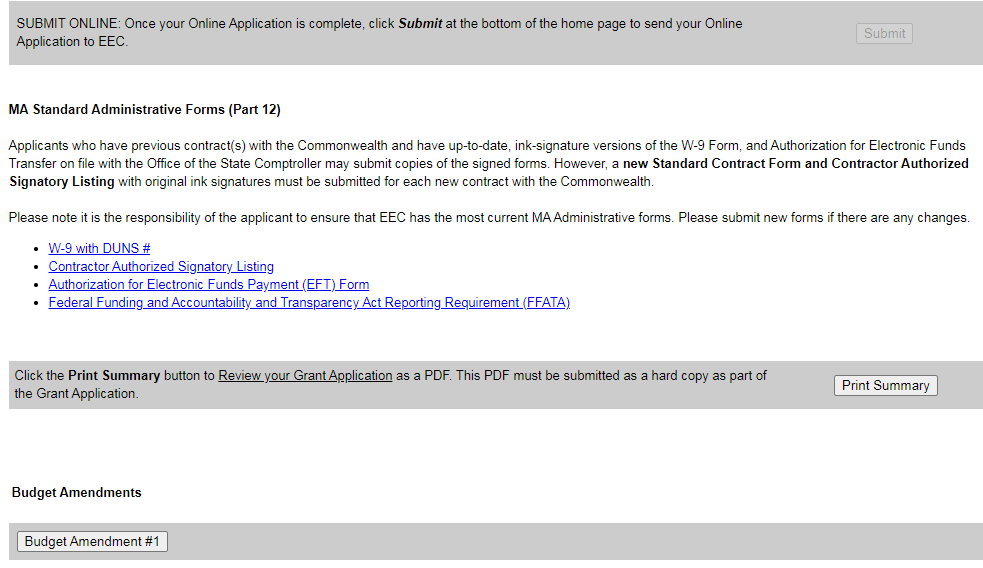 SUBMIT ONLINE: Once your Online Application is complete, click Submit at the bottom of the home page to send your Online
Application to EEC.
Submit
MA Standard Administrative Forms (Part 12)
Applicants who have previous contract(s) with the Commonwealth and have up-to-date, ink-signature versions of the W-9 Form, and Authorization for Electronic Funds
Transfer on file with the Office of the State Comptroller may submit copies of the signed forms. However, a new Standard Contract Form and Contractor Authorized
Signatory Listing with original ink signatures must be submitted for each new contract with the Commonwealth.
Please note it is the responsibility of the applicant to ensure that EEC has the most current MA Administrative forms. Please submit new forms if there are any changes.
• W-9 with DUNS #
• Contractor Authorized Signatory Listing
• Authorization for Electronic Funds Payment (EFT) Form
• Federal Funding and Accountability and Transparency Act Reporting Requirement (FFATA)
Click the Print Summary button to Review your Grant Application as a PDF. This PDF must be submitted as a hard copy as part of
the Grant Application.
Print Summary
Budget Amendments
Budget Amendment #1